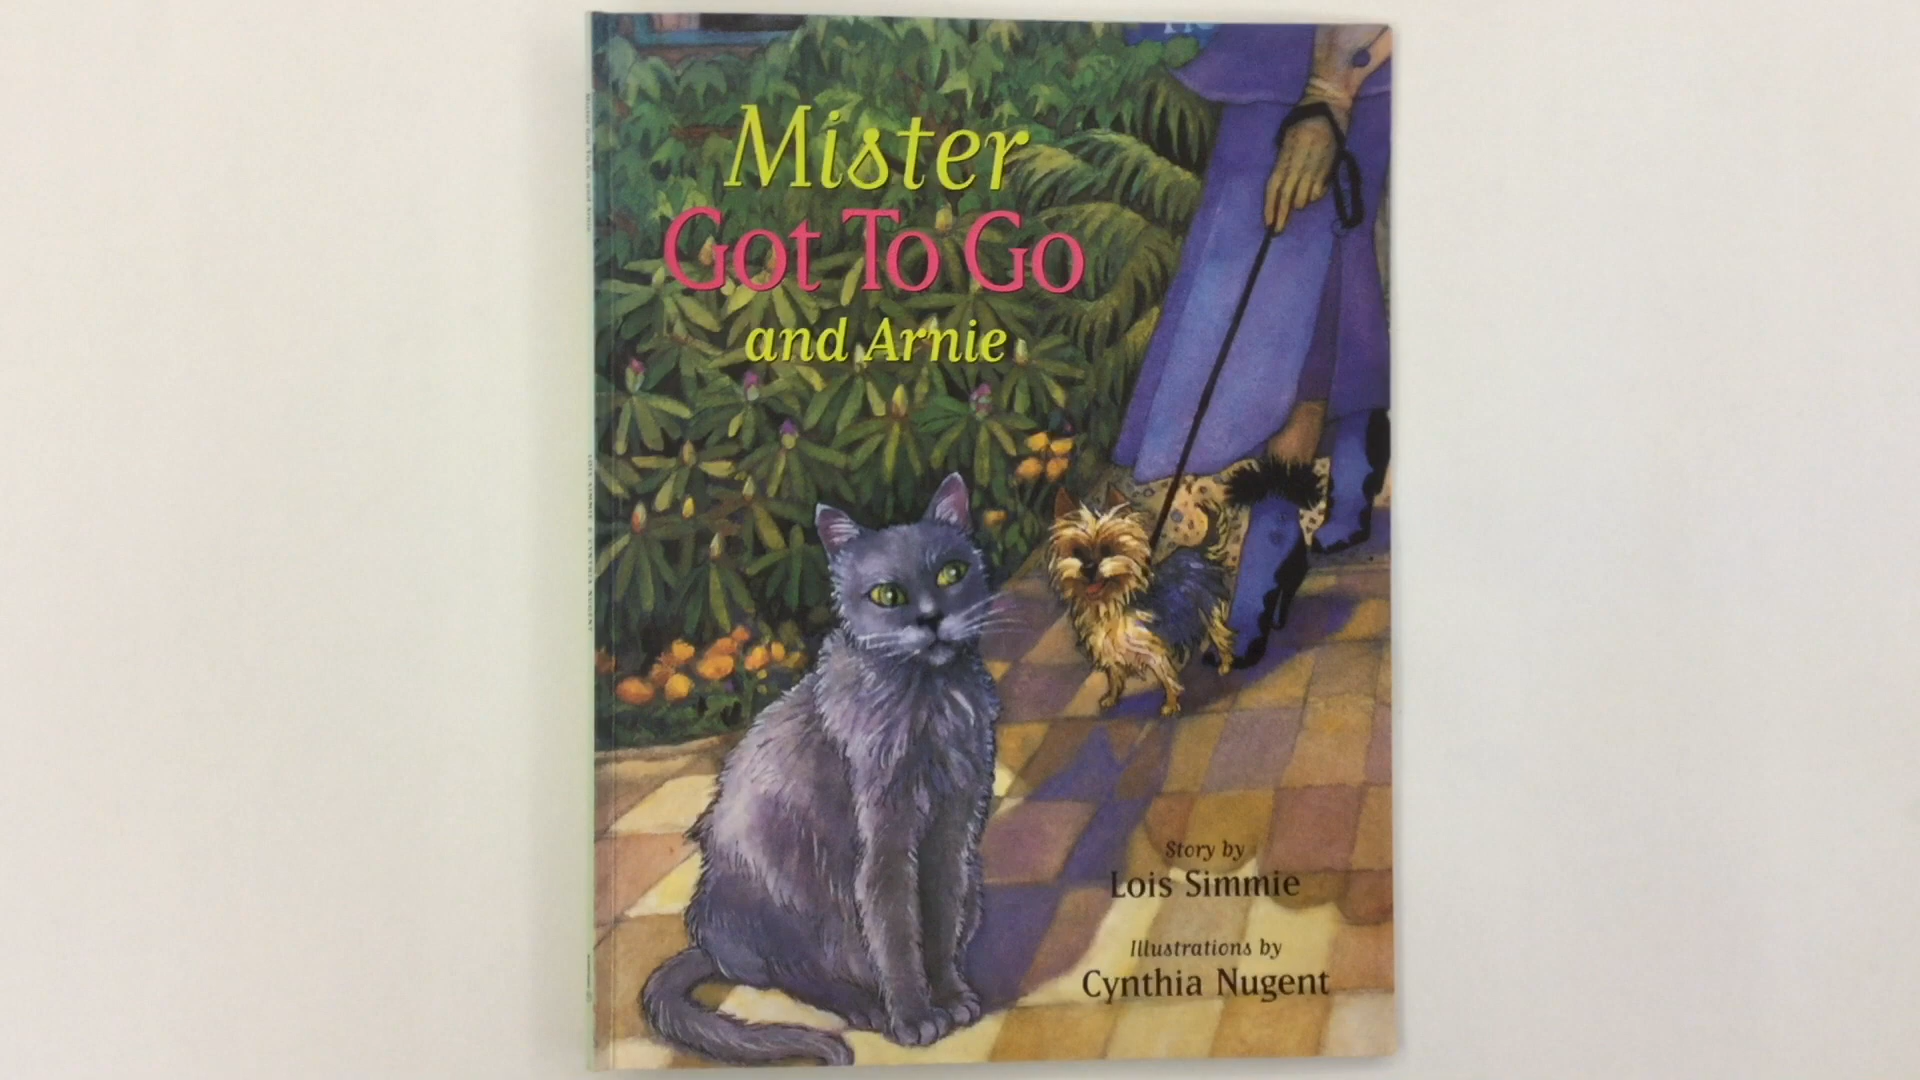 Mister
Got To Go
and Arnie
Story by
Lois Simmie
Illustrations by
Cynthia Nugent